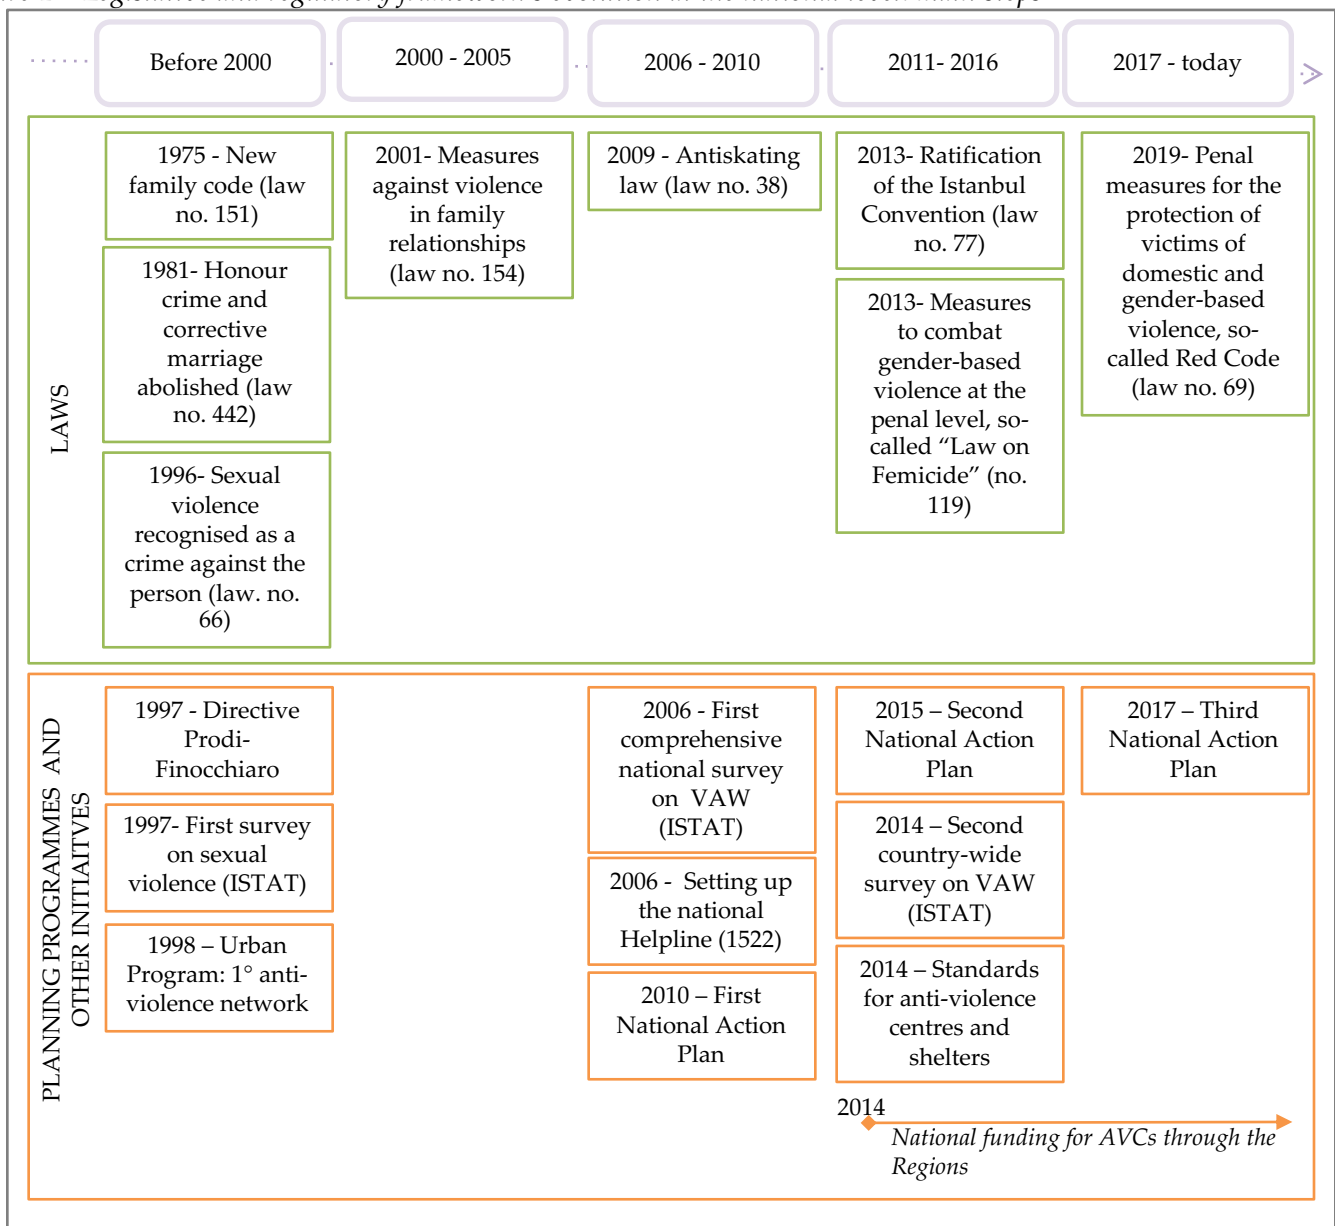 Before 2000
2000 - 2005
2006 - 2010
2011- 2016
2017 - today
LAWS
1975 - New
family code (law
no. 151)
1981- Honour
crime and
corrective
marriage
abolished (law
no. 442)
1996- Sexual
violence
recognised as a
crime against the
person (law. no.
66)
2001- Measures
against violence
in family
relationships
(law no. 154)
2009 - Antiskating
law (law no. 38)
2013- Ratification
of the Istanbul
Convention (law
no. 77)
2013- Measures
to combat
gender-based
violence at the
penal level, so-
called “Law on
Femicide” (no.
119)
2019- Penal
measures for the
protection of
victims of
domestic and
gender-based
violence, so-
called Red Code
(law no. 69)
PLANNING PROGRAMMES AND
OTHER INITIAITVES
1997 - Directive
Prodi-
Finocchiaro
1997- First survey
on sexual
violence (ISTAT)
1998 – Urban
Program: 1° anti-
violence network
2006 - First
comprehensive
national survey
on VAW
(ISTAT)
2006 - Setting up
the national
Helpline (1522)
2010 – First
National Action
Plan
2015 – Second
National Action
Plan
2014 – Second
country-wide
survey on VAW
(ISTAT)
2014 – Standards
for anti-violence
centres and
shelters
2017 – Third
National Action
Plan
2014
National funding for AVCs through the
Regions